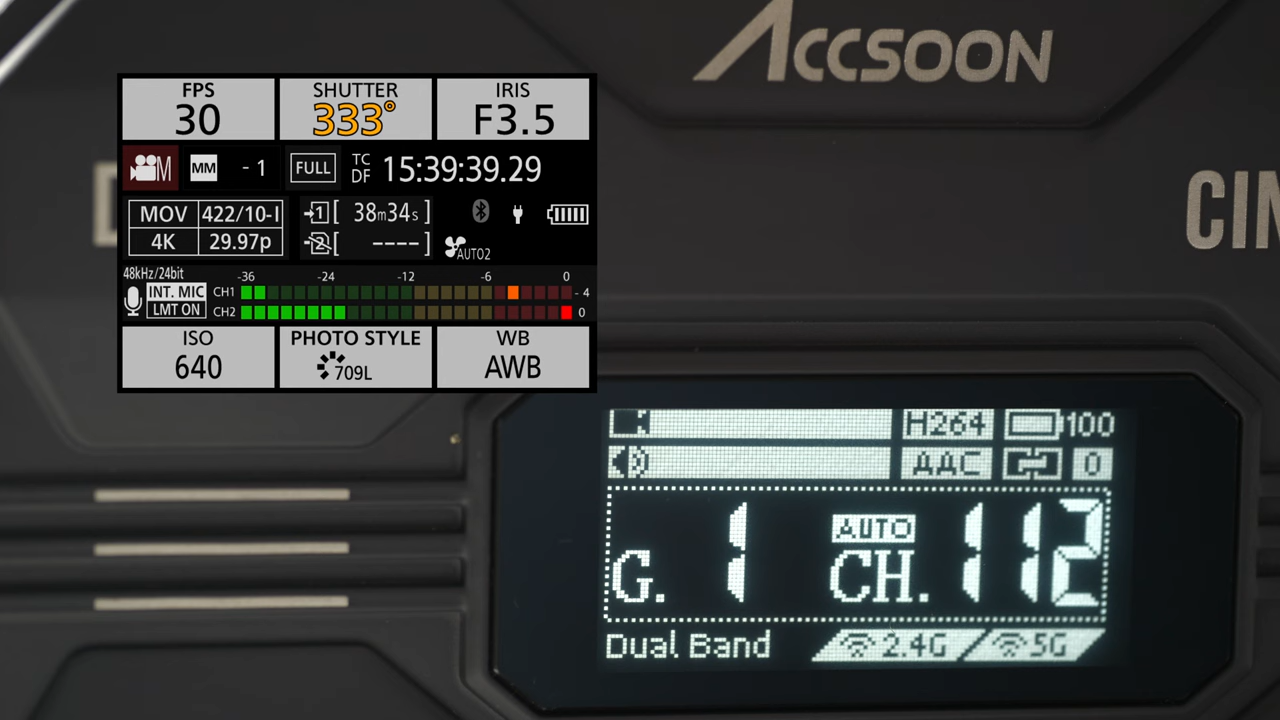 ACCSOON
FPS SHUTTER IRIS
30 333° F3.5
M MM - 1 FULL TC DF 15:39:39.29
MOV 422/10-I 1[ 38m34s ]
4K 29.97p 2[ ---- ] AUTO2
48kHz/24bit -36 -24 -12 -6 0
INT. MIC CH1 - 4
LMT ON CH2 0
ISO PHOTO STYLE WB
640 709L AWB
H264 100
AAC 0
G. 1 AUTO CH. 112
Dual Band 2.4G 5G